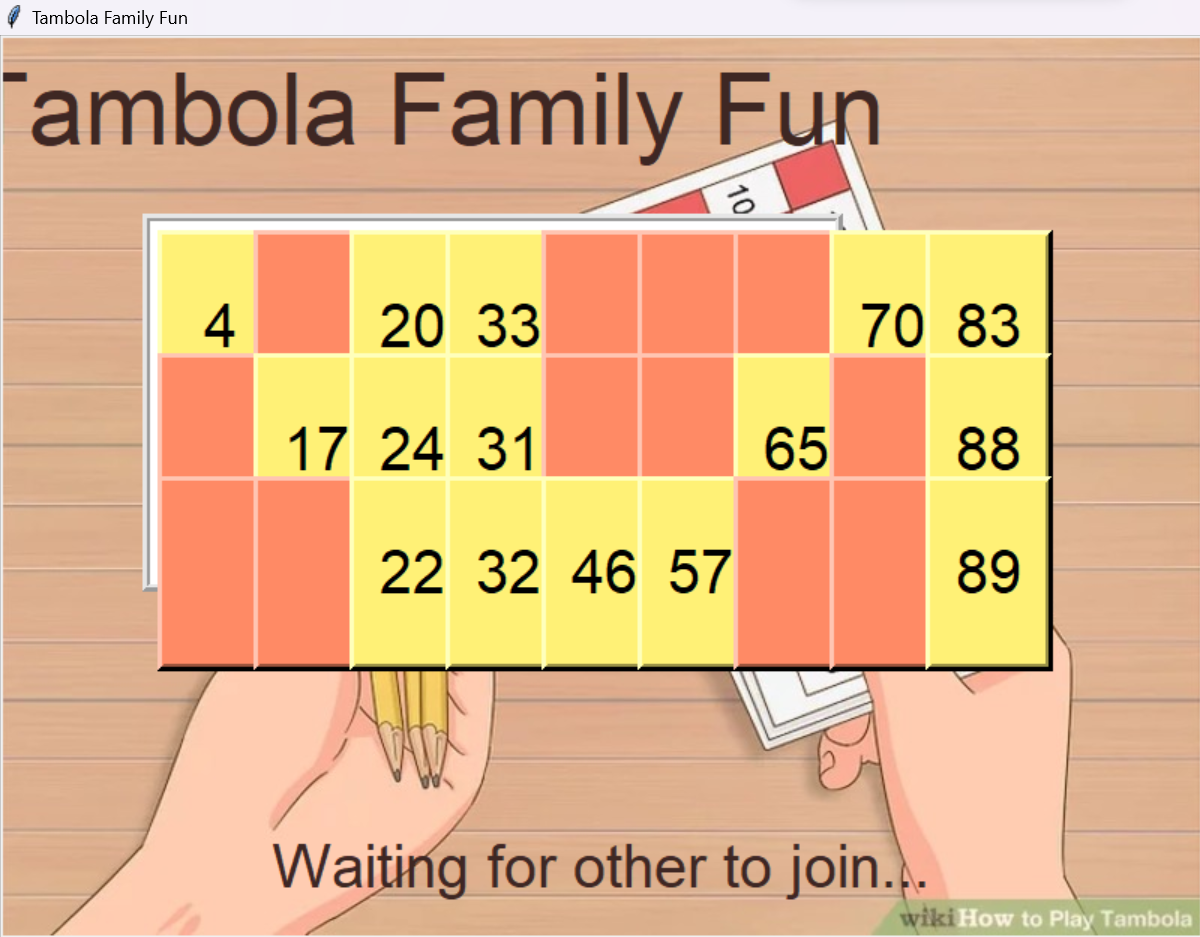 Tambola Family Fun
Tambola Family Fun
10
4 20 33 70 83
17 24 31 65 88
22 32 46 57 89
Waiting for other to join...
wikiHow to Play Tambola